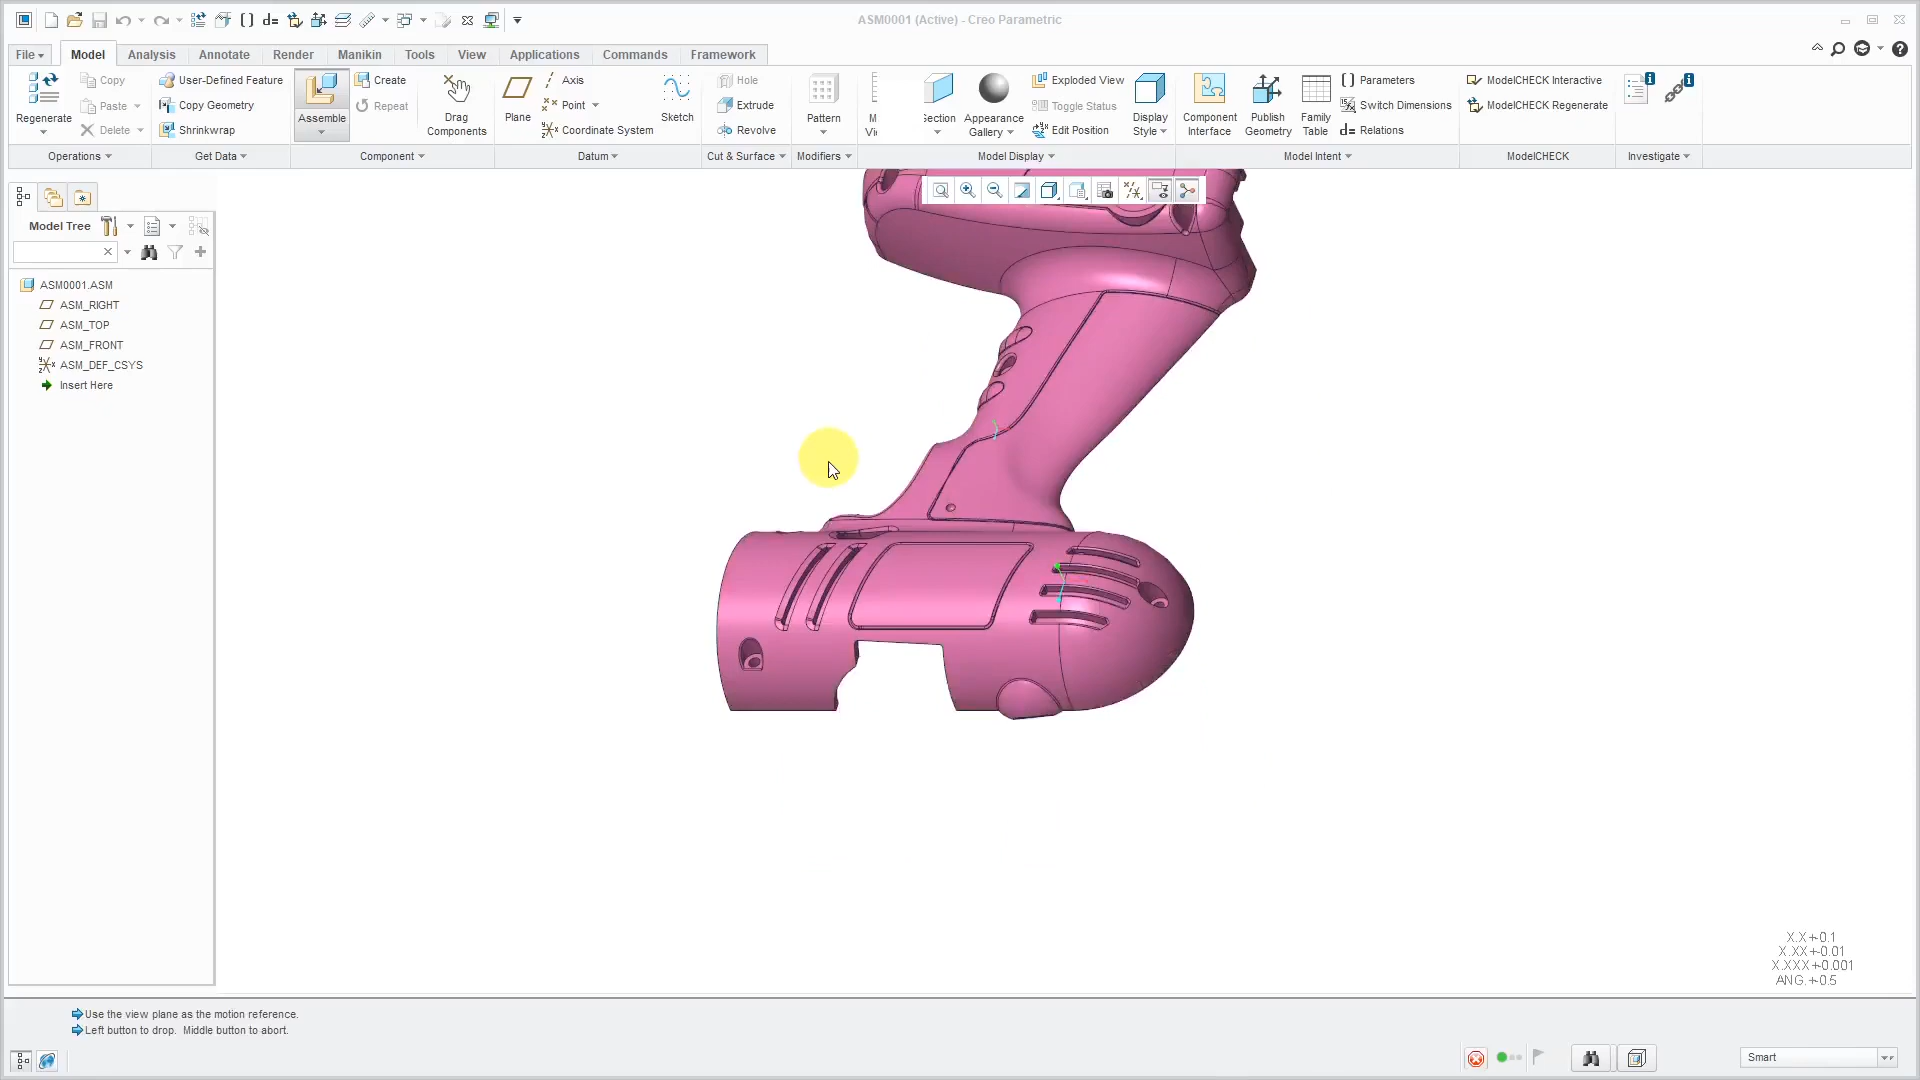 ASM0001 (Active) - Creo Parametric
File Model Analysis Annotate Render Manikin Tools View Applications Commands Framework
Regenerate
Copy
Paste
Delete
Operations
User-Defined Feature
Copy Geometry
Shrinkwrap
Get Data
Assemble
Create
Repeat
Drag
Components
Component
Plane
Axis
Point
Coordinate System
Sketch
Datum
Hole
Extrude
Revolve
Cut & Surface
Pattern
Modifiers
M
Vi
Section
Appearance
Gallery
Exploded View
Toggle Status
Edit Position
Display
Style
Model Display
Component
Interface
Publish
Geometry
Family
Table
Parameters
Switch Dimensions
d= Relations
Model Intent
ModelCHECK Interactive
ModelCHECK Regenerate
ModelCHECK
Investigate
Model Tree
ASM0001.ASM
ASM_RIGHT
ASM_TOP
ASM_FRONT
ASM_DEF_CSYS
Insert Here
X.X+-0.1
X.XX+-0.01
X.XXX+-0.001
ANG.+-0.5
Use the view plane as the motion reference.
Left button to drop. Middle button to abort.
Smart